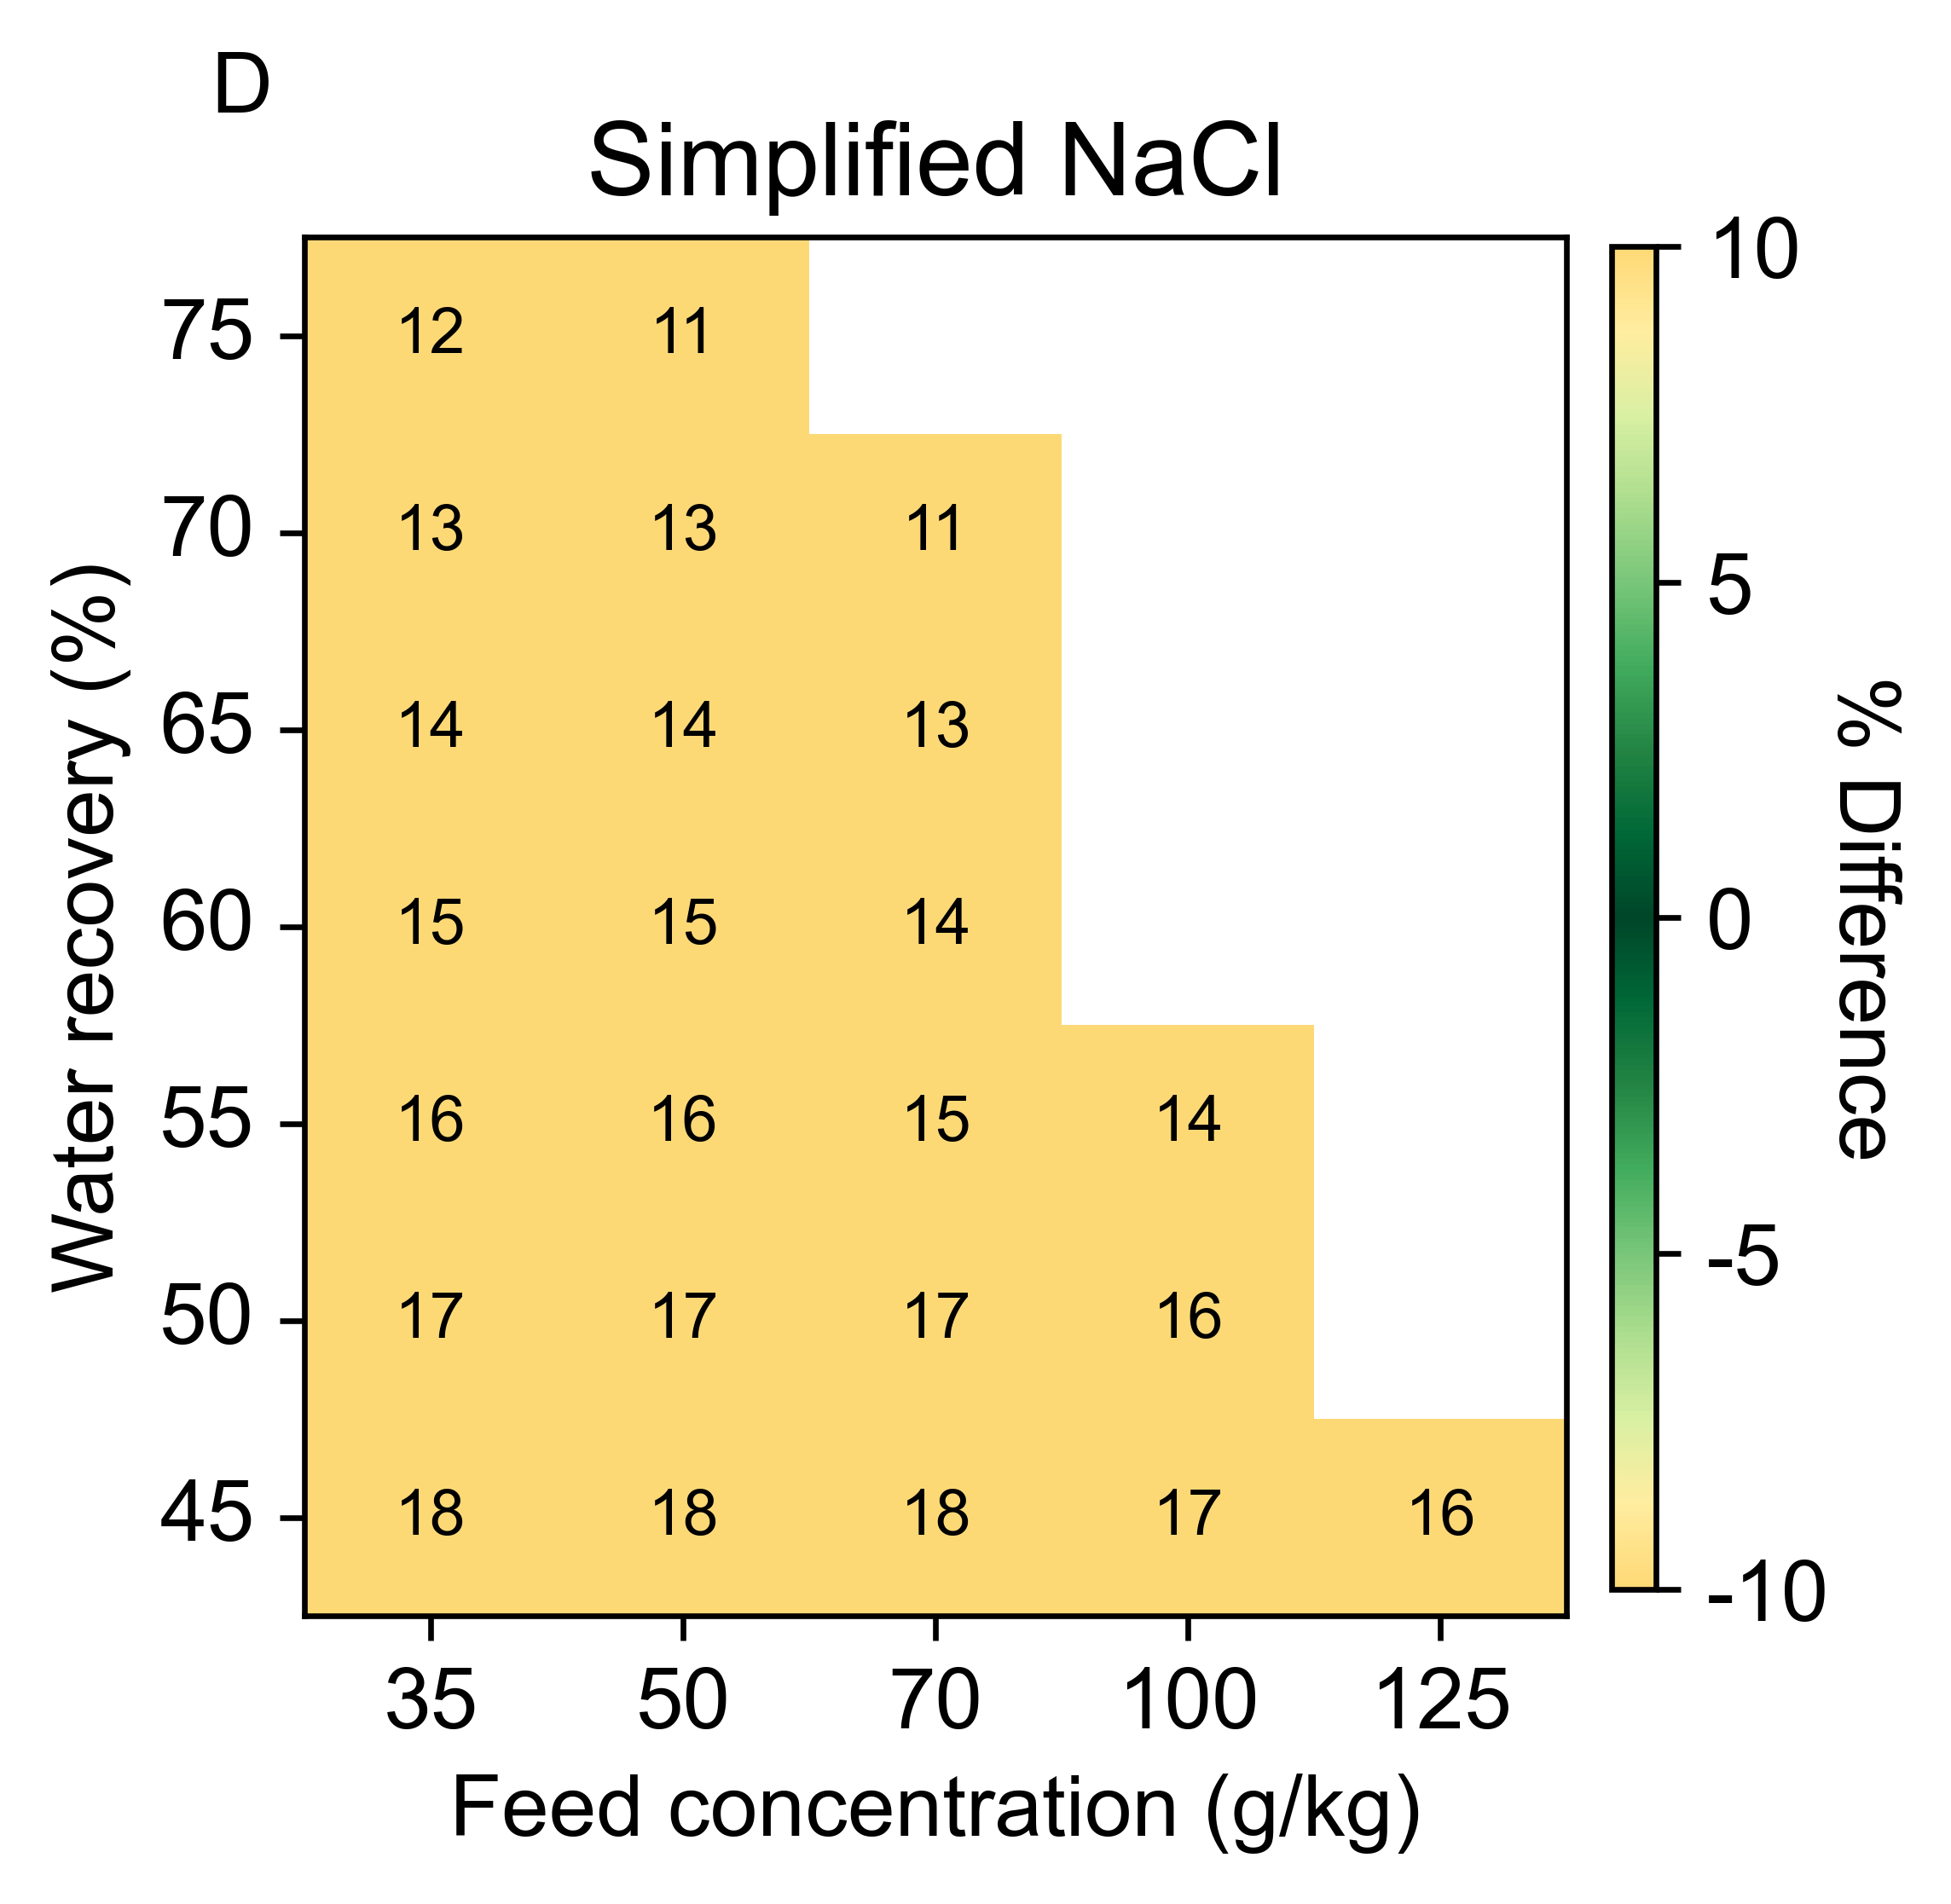 D
Simplified NaCl
Water recovery (%)
75 12 11
70 13 13 11
65 14 14 13
60 15 15 14
55 16 16 15 14
50 17 17 17 16
45 18 18 18 17 16
35 50 70 100 125
Feed concentration (g/kg)
10
5
0
-5
-10
% Difference